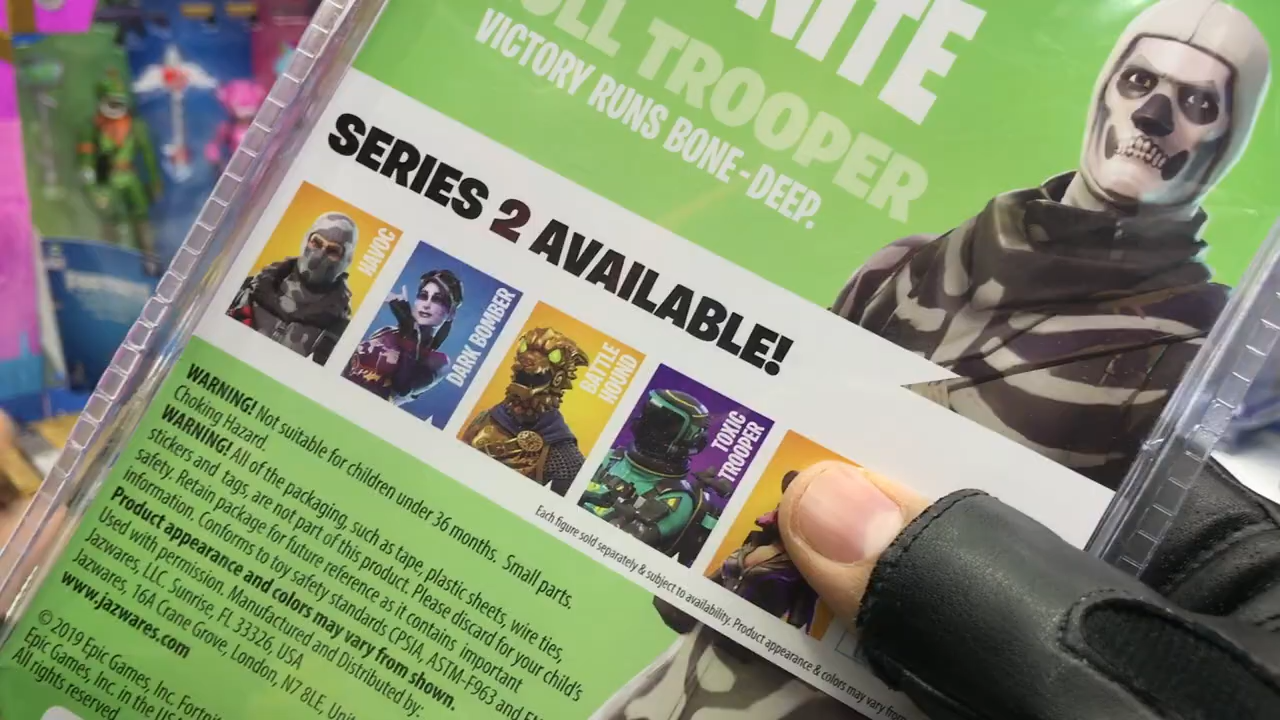 NITE
ULL TROOPER
VICTORY RUNS BONE-DEEP.
SERIES 2 AVAILABLE!
HAVOC
DARK BOMBER
BATTLE
HOUND
TOXIC
TROOPER
Each figure sold separately & subject to availability. Product appearance & colors may vary from
WARNING! Not suitable for children under 36 months. Small parts.
Choking Hazard.
WARNING! All of the packaging, such as tape, plastic sheets, wire ties,
stickers and tags, are not part of this product. Please discard for your child's
safety. Retain package for future reference as it contains important
information. Conforms to toy safety standards CPSIA, ASTM-F963 and EN
Product appearance and colors may vary from shown.
Used with permission. Manufactured and Distributed by:
Jazwares, LLC. Sunrise, FL 33326, USA
Jazwares, 16A Crane Grove, London, N7 8LE, Unit
www.jazwares.com
© 2019 Epic Games, Inc. Fortnit
Epic Games, Inc. in the US
All rights reserved